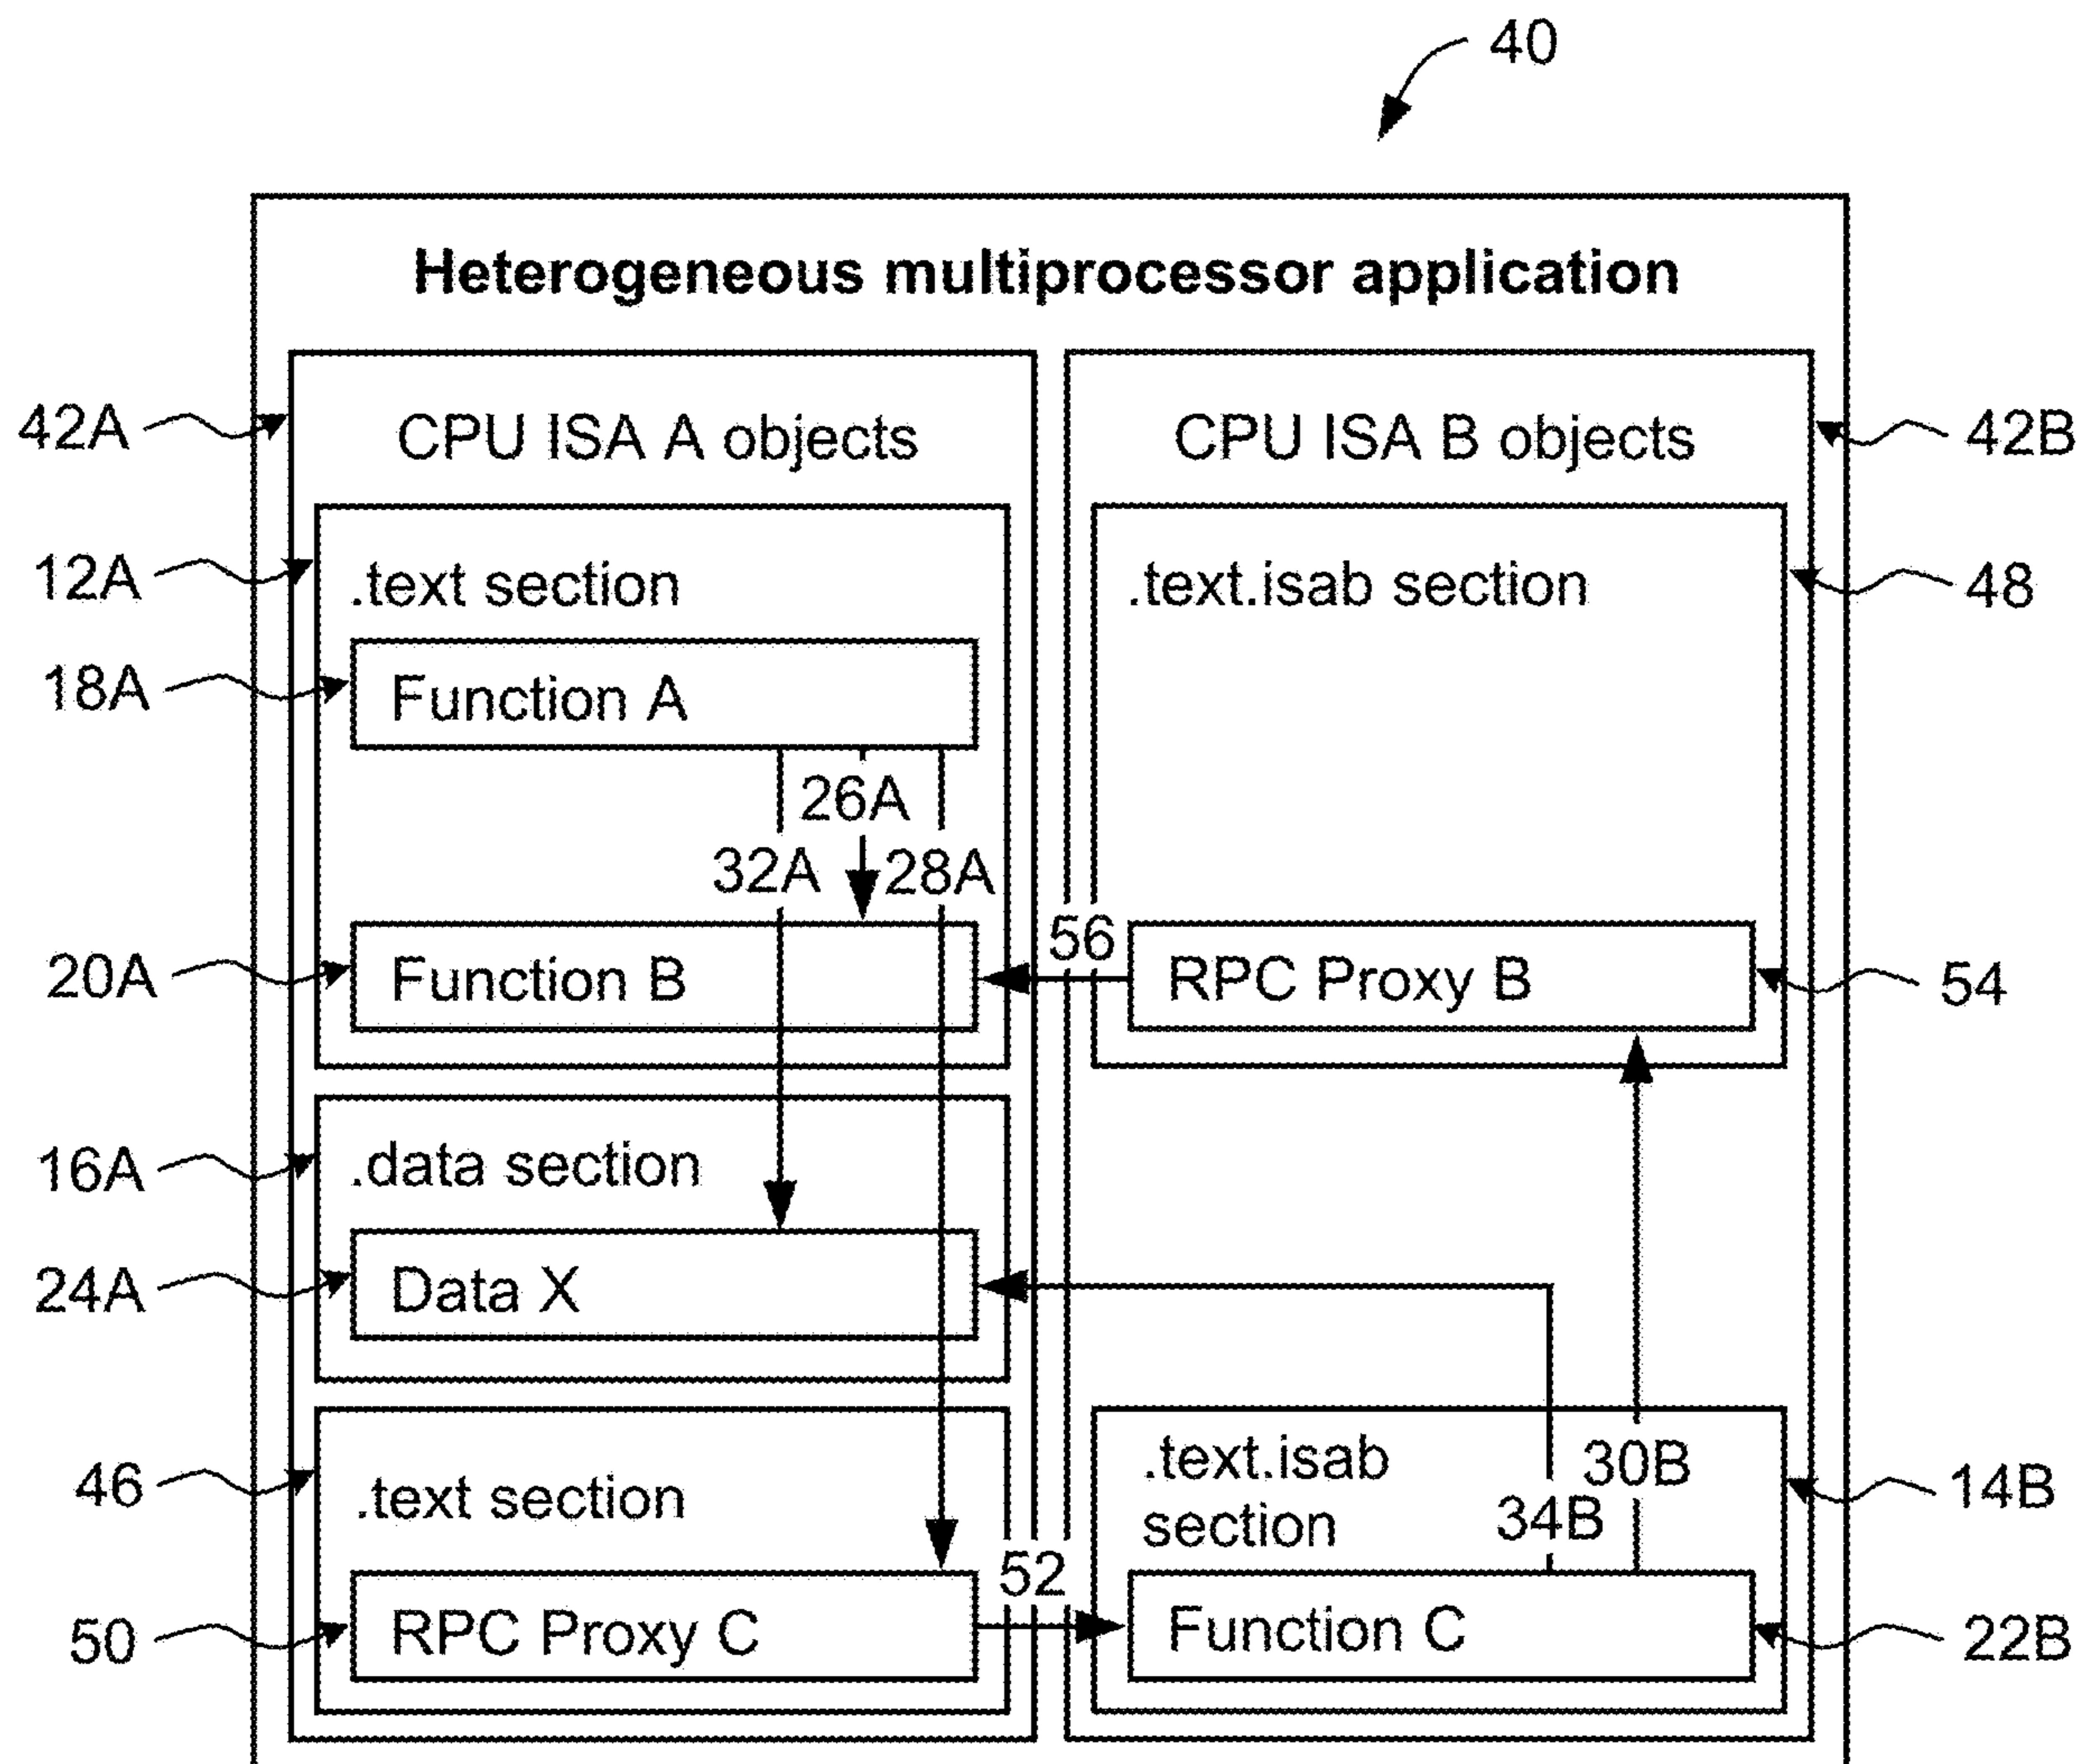 40
Heterogeneous multiprocessor application
42A
CPU ISA A objects
CPU ISA B objects
42B
12A
.text section
.text.isab section
48
18A
Function A
26A
32A
28A
20A
Function B
56
RPC Proxy B
54
16A
.data section
24A
Data X
46
.text section
.text.isab
section
30B
34B
14B
52
50
RPC Proxy C
Function C
22B